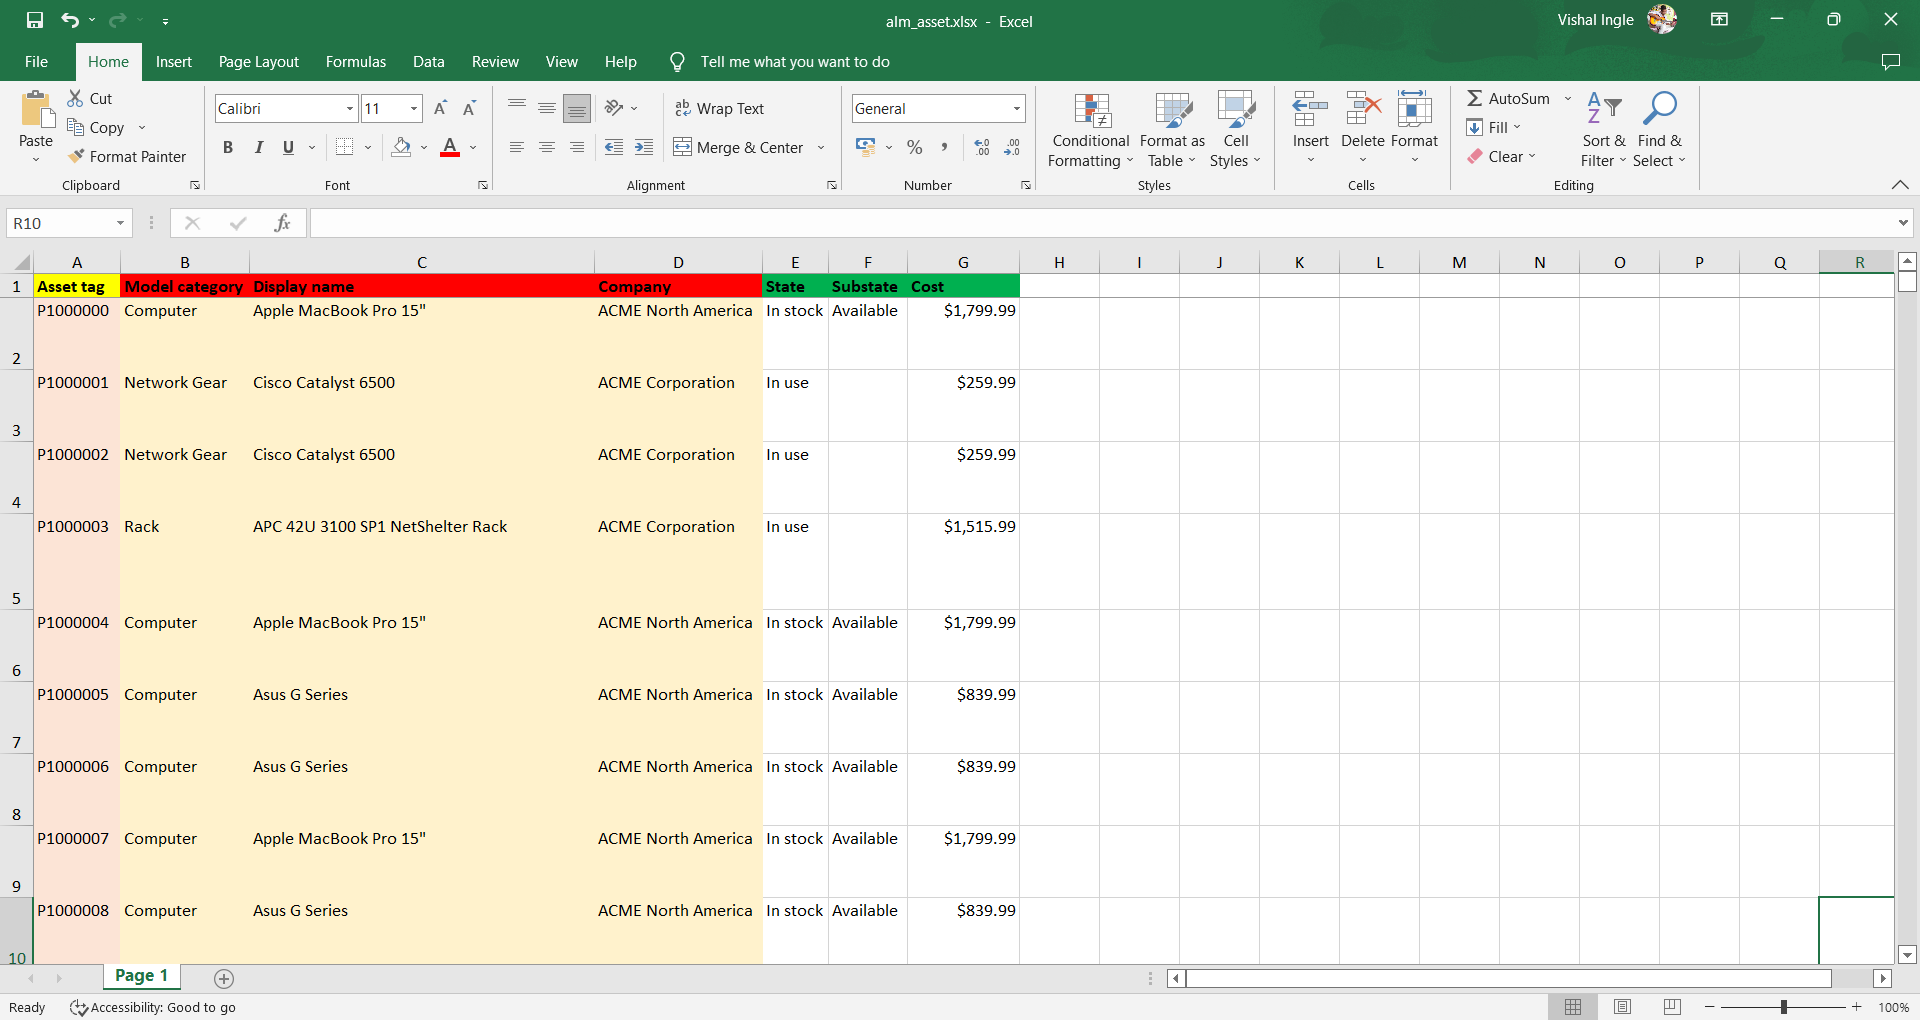 alm_asset.xlsx - Excel
Vishal Ingle
File Home Insert Page Layout Formulas Data Review View Help Tell me what you want to do
Paste
Cut
Copy
Format Painter
Clipboard
Calibri 11
B I U
Font
Wrap Text
Merge & Center
Alignment
General
Number
Conditional Formatting
Format as Table
Cell Styles
Styles
Insert
Delete
Format
Cells
AutoSum
Fill
Clear
Sort & Filter
Find & Select
Editing
R10
fx
A B C D E F G H I J K L M N O P Q R
1 Asset tag Model category Display name Company State Substate Cost
2 P1000000 Computer Apple MacBook Pro 15" ACME North America In stock Available $1,799.99
3 P1000001 Network Gear Cisco Catalyst 6500 ACME Corporation In use $259.99
4 P1000002 Network Gear Cisco Catalyst 6500 ACME Corporation In use $259.99
5 P1000003 Rack APC 42U 3100 SP1 NetShelter Rack ACME Corporation In use $1,515.99
6 P1000004 Computer Apple MacBook Pro 15" ACME North America In stock Available $1,799.99
7 P1000005 Computer Asus G Series ACME North America In stock Available $839.99
8 P1000006 Computer Asus G Series ACME North America In stock Available $839.99
9 P1000007 Computer Apple MacBook Pro 15" ACME North America In stock Available $1,799.99
10 P1000008 Computer Asus G Series ACME North America In stock Available $839.99
Page 1
Ready Accessibility: Good to go 100%